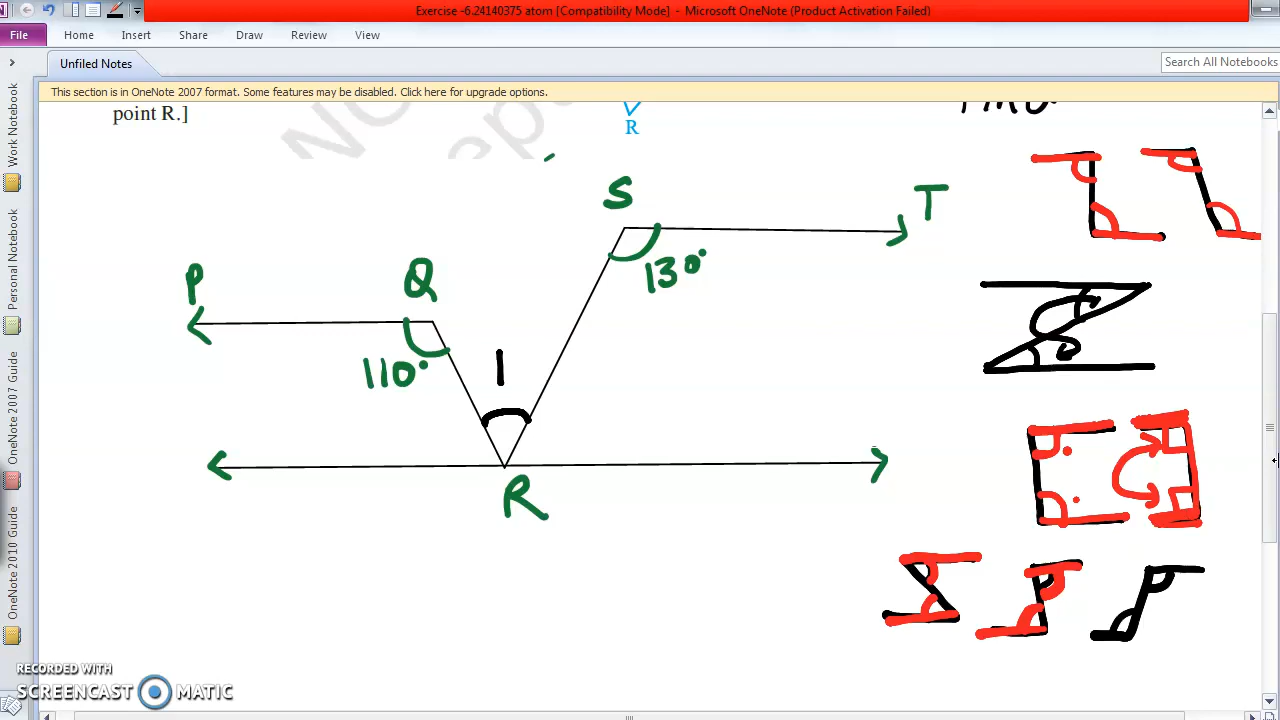 Exercise -6.24140375 atom [Compatibility Mode] - Microsoft OneNote (Product Activation Failed)
File Home Insert Share Draw Review View
Unfiled Notes
Search All Notebooks
This section is in OneNote 2007 format. Some features may be disabled. Click here for upgrade options.
Work Notebook
Personal Notebook
OneNote 2007 Guide
OneNote 2010 Guide
point R.]
R
S
T
130°
P
Q
110°
1
R
RECORDED WITH
SCREENCAST MATIC